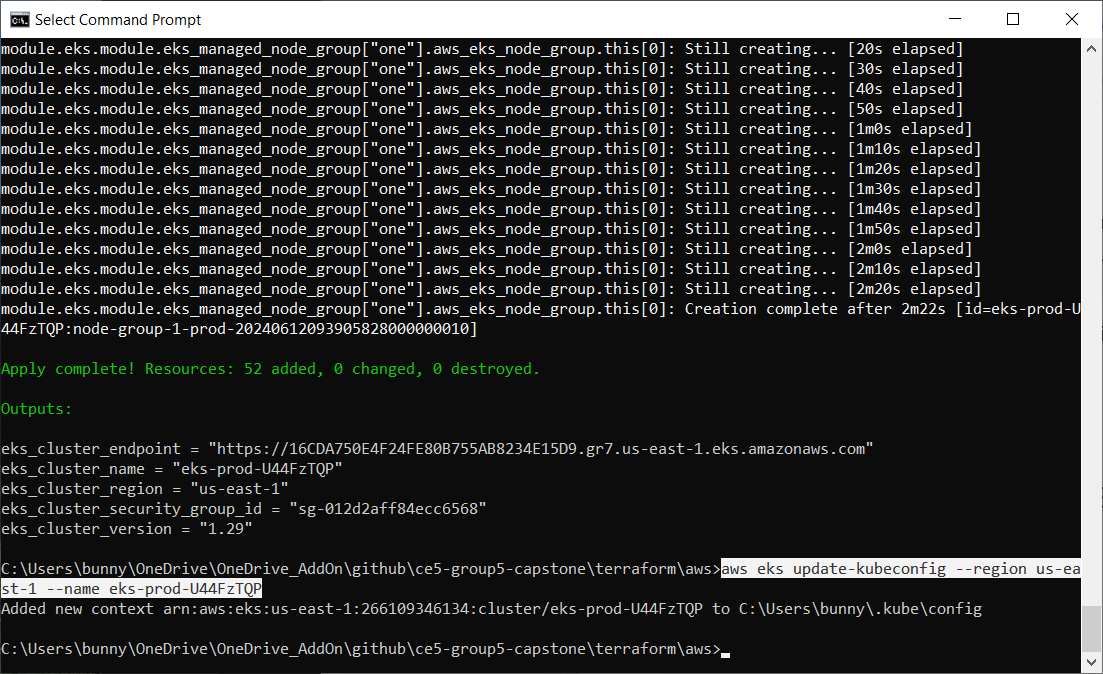 Select Command Prompt
module.eks.module.eks_managed_node_group["one"].aws_eks_node_group.this[0]: Still creating... [20s elapsed]
module.eks.module.eks_managed_node_group["one"].aws_eks_node_group.this[0]: Still creating... [30s elapsed]
module.eks.module.eks_managed_node_group["one"].aws_eks_node_group.this[0]: Still creating... [40s elapsed]
module.eks.module.eks_managed_node_group["one"].aws_eks_node_group.this[0]: Still creating... [50s elapsed]
module.eks.module.eks_managed_node_group["one"].aws_eks_node_group.this[0]: Still creating... [1m0s elapsed]
module.eks.module.eks_managed_node_group["one"].aws_eks_node_group.this[0]: Still creating... [1m10s elapsed]
module.eks.module.eks_managed_node_group["one"].aws_eks_node_group.this[0]: Still creating... [1m20s elapsed]
module.eks.module.eks_managed_node_group["one"].aws_eks_node_group.this[0]: Still creating... [1m30s elapsed]
module.eks.module.eks_managed_node_group["one"].aws_eks_node_group.this[0]: Still creating... [1m40s elapsed]
module.eks.module.eks_managed_node_group["one"].aws_eks_node_group.this[0]: Still creating... [1m50s elapsed]
module.eks.module.eks_managed_node_group["one"].aws_eks_node_group.this[0]: Still creating... [2m0s elapsed]
module.eks.module.eks_managed_node_group["one"].aws_eks_node_group.this[0]: Still creating... [2m10s elapsed]
module.eks.module.eks_managed_node_group["one"].aws_eks_node_group.this[0]: Still creating... [2m20s elapsed]
module.eks.module.eks_managed_node_group["one"].aws_eks_node_group.this[0]: Creation complete after 2m22s [id=eks-prod-U
44FzTQP:node-group-1-prod-20240612093905828000000010]
Apply complete! Resources: 52 added, 0 changed, 0 destroyed.
Outputs:
eks_cluster_endpoint = "https://16CDA750E4F24FE80B755AB8234E15D9.gr7.us-east-1.eks.amazonaws.com"
eks_cluster_name = "eks-prod-U44FzTQP"
eks_cluster_region = "us-east-1"
eks_cluster_security_group_id = "sg-012d2aff84ecc6568"
eks_cluster_version = "1.29"
C:\Users\bunny\OneDrive\OneDrive_AddOn\github\ce5-group5-capstone\terraform\aws>aws eks update-kubeconfig --region us-ea
st-1 --name eks-prod-U44FzTQP
Added new context arn:aws:eks:us-east-1:266109346134:cluster/eks-prod-U44FzTQP to C:\Users\bunny\.kube\config
C:\Users\bunny\OneDrive\OneDrive_AddOn\github\ce5-group5-capstone\terraform\aws>